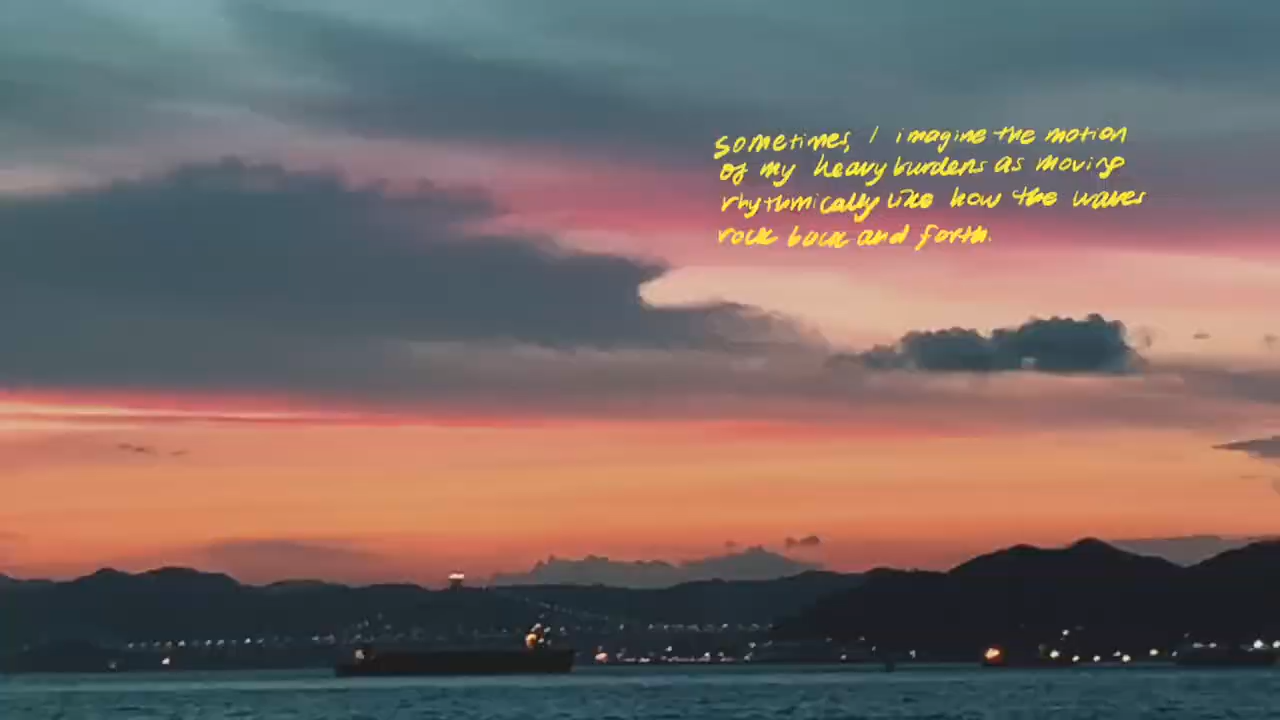 sometimes, I imagine the motion
of my heavy burdens as moving
rhythmically like how the waves
rock back and forth.